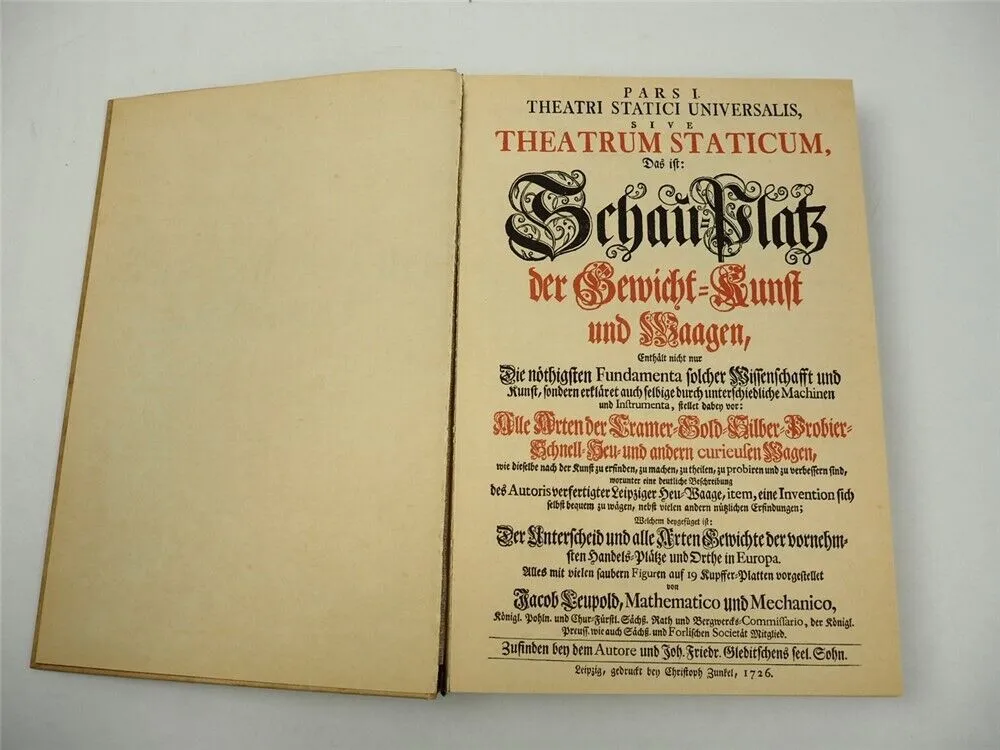 PARS I.
THEATRI STATICI UNIVERSALIS,
SIVE
THEATRUM STATICUM,
Das ist:
Schau-Platz
der Gewicht-Kunst
und Waagen,
Enthält nicht nur
Die nöthigsten Fundamenta solcher Wissenschafft und
Kunst, sondern erkläret auch selbige durch unterschiedliche Machinen
und Instrumenta, stellet dabey vor:
Alle Arten der Cramer-Gold-Silber-Probier-
Schnell-Heu- und andern curieusen Wagen,
wie dieselbe nach der Kunst zu erfinden, zu machen, zu theilen, zu probiren und zu verbessern sind,
worunter eine deutliche Beschreibung
des Autoris verfertigter Leipziger Heu-Waage, item, eine Invention sich
selbst bequem zu wägen, nebst vielen andern nützlichen Erfindungen;
Welchem beygefüget ist:
Der Unterscheid und alle Arten Gewichte der vornehm-
sten Handels-Plätze und Orthe in Europa.
Alles mit vielen saubern Figuren auf 19 Kupffer-Platten vorgestellet
von
Jacob Leupold, Mathematico und Mechanico,
Königl. Pohln. und Chur-Fürstl. Sächß. Rath und Bergwercks-Commissario, der Königl.
Preuss. wie auch Sächß. und Forlischen Societät Mitglied.
Zufinden bey dem Autore und Joh. Friedr. Gleditschens seel. Sohn.
Leipzig, gedruckt bey Christoph Zunkel, 1726.